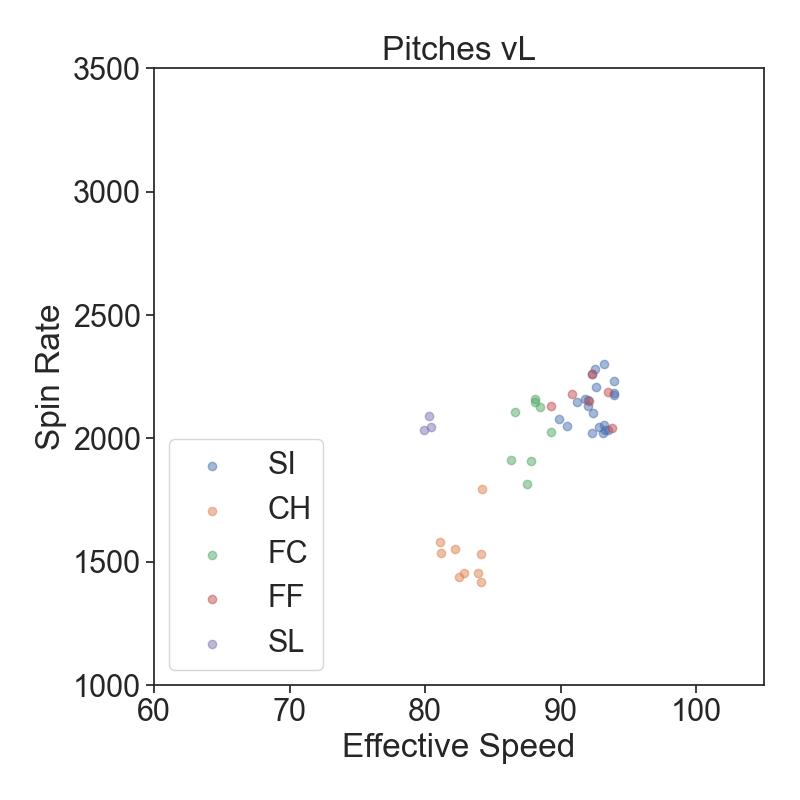 Pitches vL
3500
3000
2500
2000
1500
1000
Spin Rate
SI
CH
FC
FF
SL
60 70 80 90 100
Effective Speed